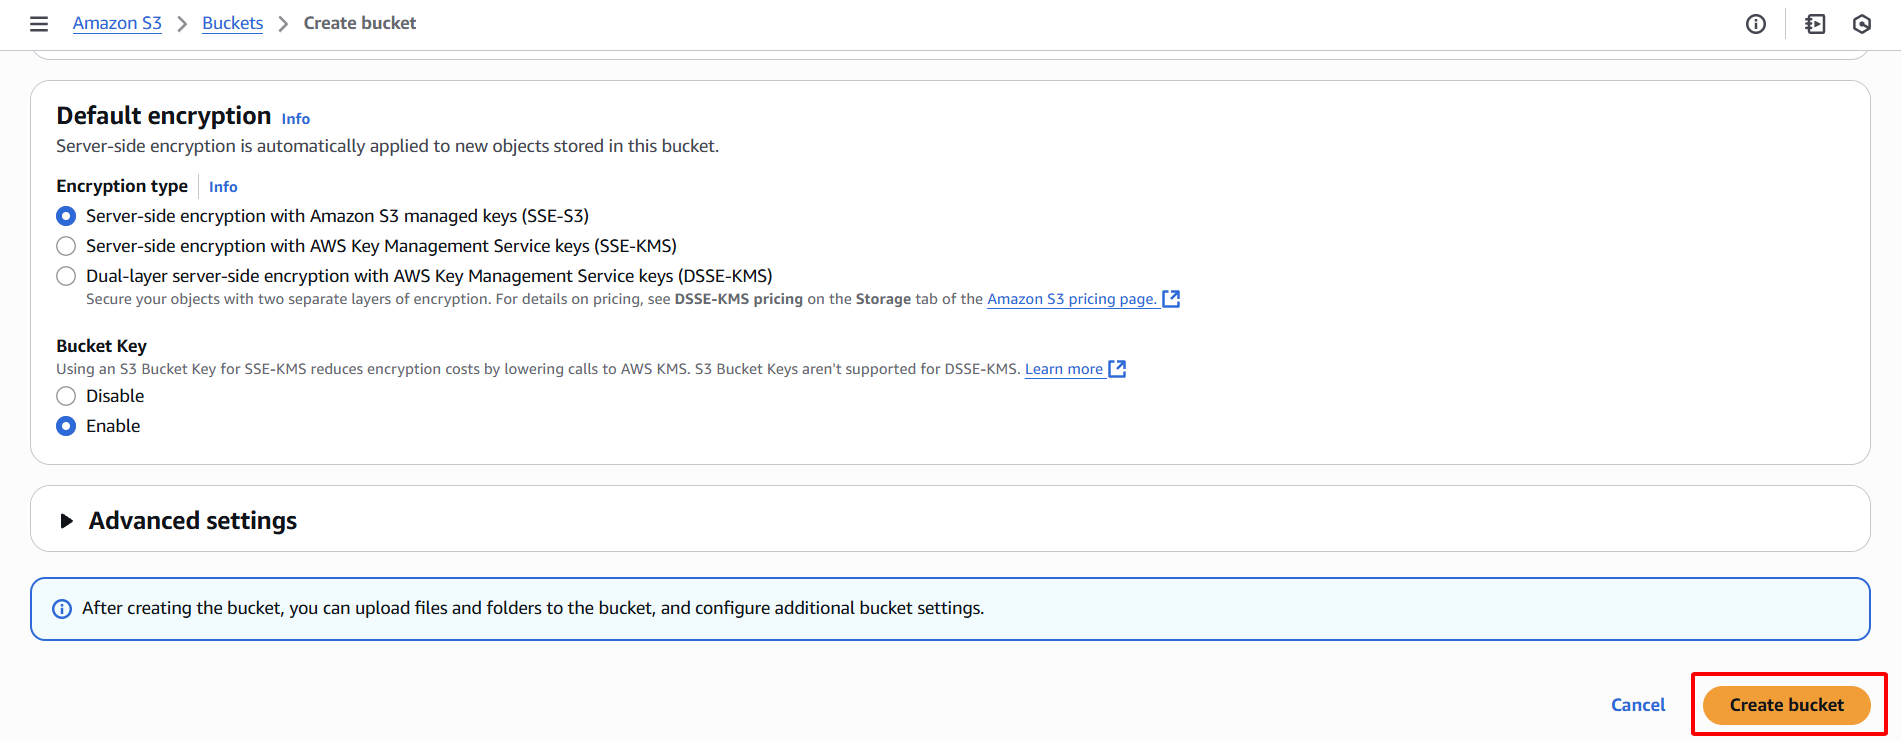 Amazon S3 > Buckets > Create bucket
Default encryption Info
Server-side encryption is automatically applied to new objects stored in this bucket.
Encryption type Info
Server-side encryption with Amazon S3 managed keys (SSE-S3)
Server-side encryption with AWS Key Management Service keys (SSE-KMS)
Dual-layer server-side encryption with AWS Key Management Service keys (DSSE-KMS)
Secure your objects with two separate layers of encryption. For details on pricing, see DSSE-KMS pricing on the Storage tab of the Amazon S3 pricing page.
Bucket Key
Using an S3 Bucket Key for SSE-KMS reduces encryption costs by lowering calls to AWS KMS. S3 Bucket Keys aren't supported for DSSE-KMS. Learn more
Disable
Enable
Advanced settings
After creating the bucket, you can upload files and folders to the bucket, and configure additional bucket settings.
Cancel Create bucket